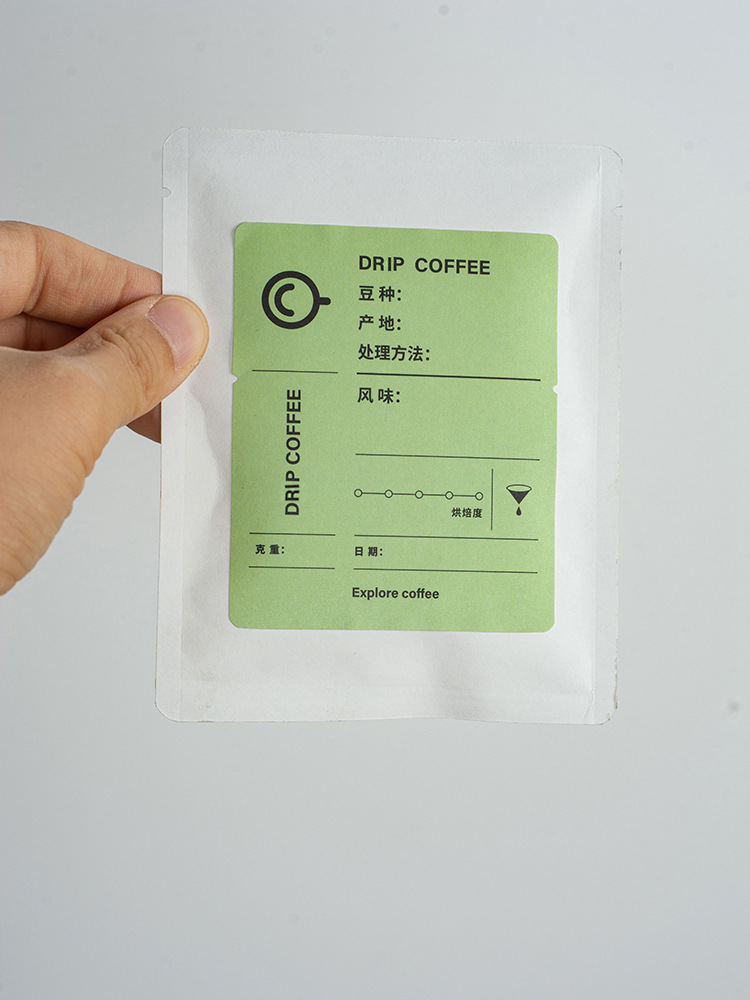 DRIP COFFEE
豆种：
产地：
处理方法：
风味：
DRIP COFFEE
烘焙度
克重：
日期：
Explore coffee